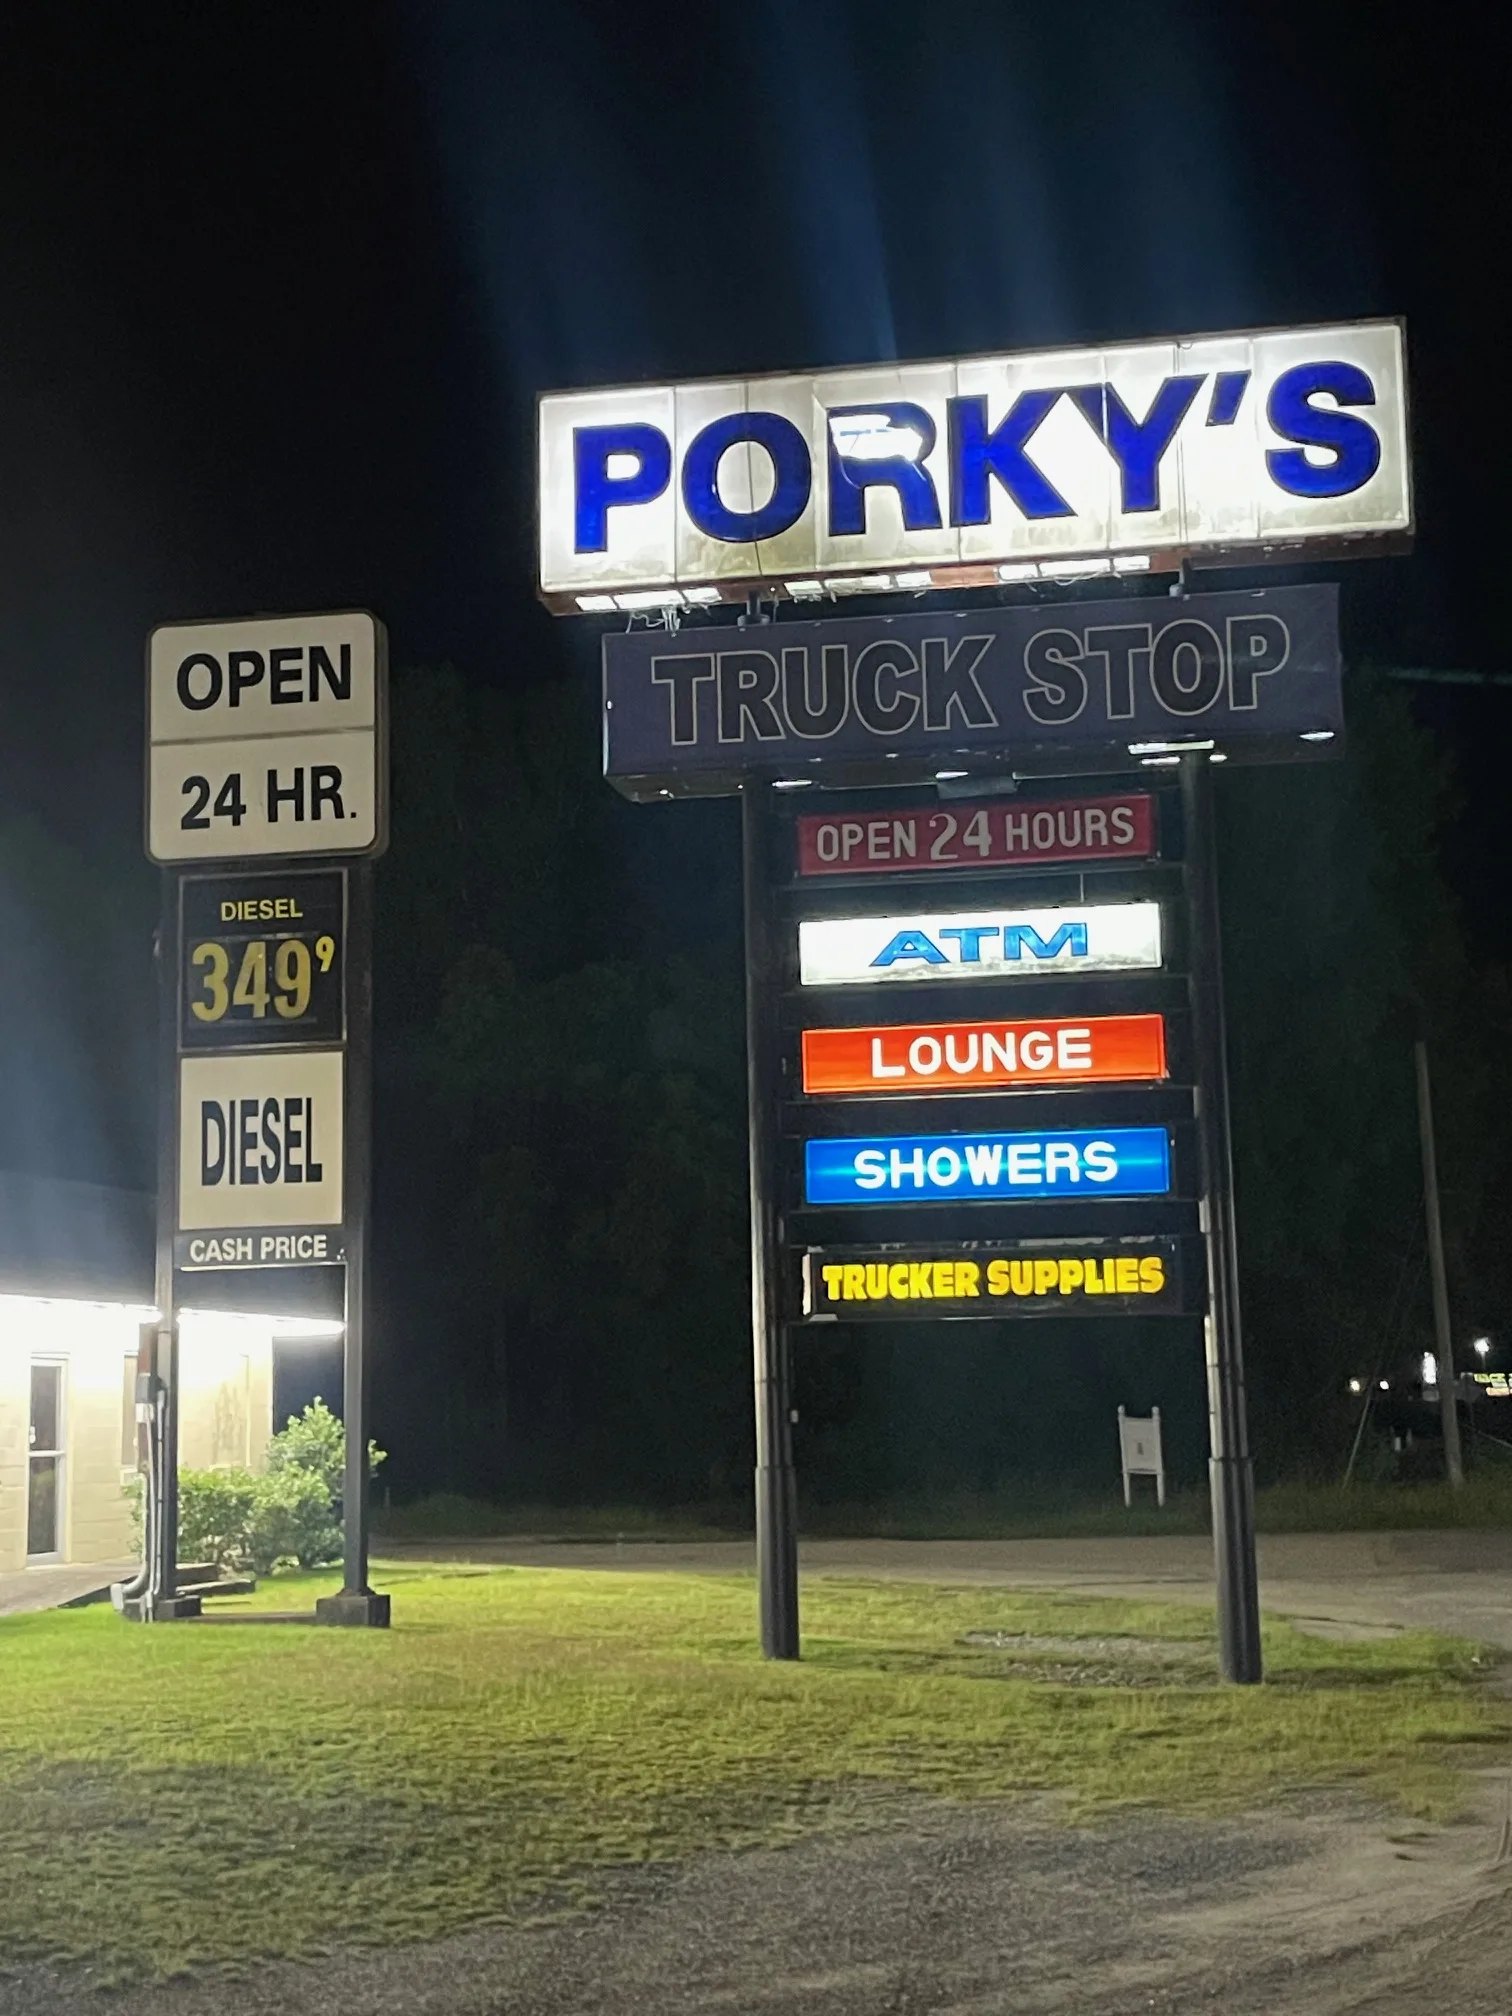 PORKY'S
TRUCK STOP
OPEN 24 HOURS
ATM
LOUNGE
SHOWERS
TRUCKER SUPPLIES
OPEN
24 HR.
DIESEL
349⁹
DIESEL
CASH PRICE